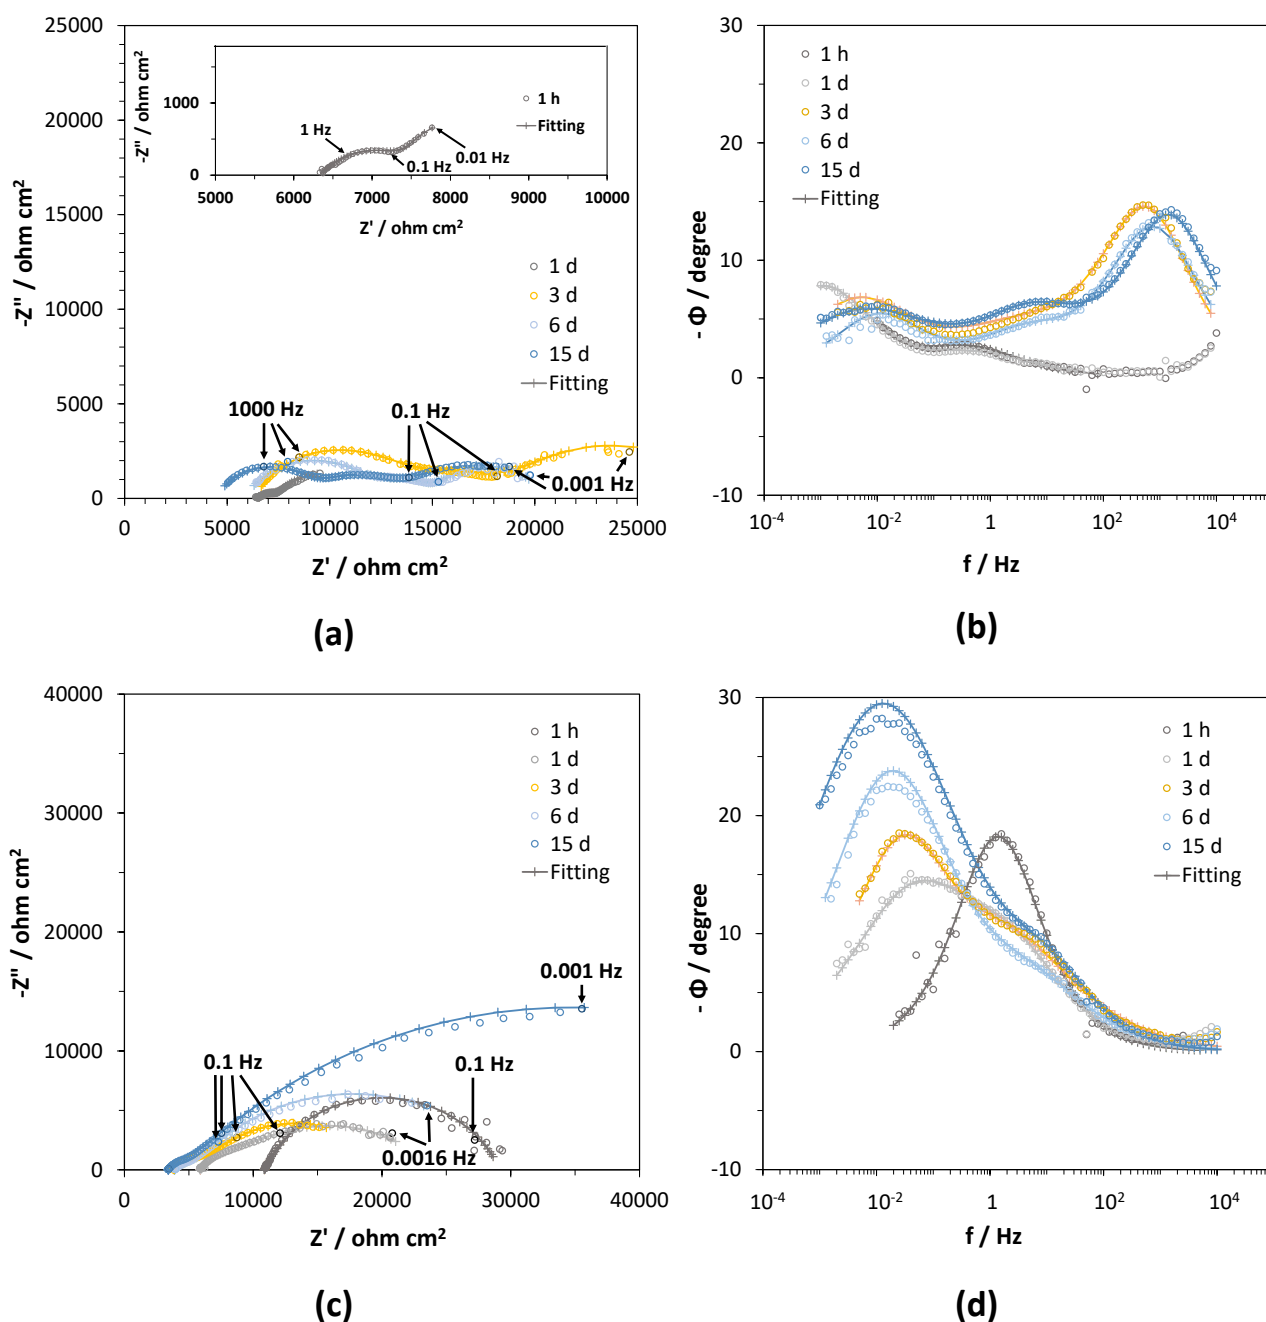 25000
20000
15000
10000
5000
0
-Z'' / ohm cm²
0
5000
10000
15000
20000
25000
Z' / ohm cm²
1000
0
-Z'' / ohm cm²
5000
6000
7000
8000
9000
10000
Z' / ohm cm²
1 Hz
0.1 Hz
0.01 Hz
1 h
Fitting
1 d
3 d
6 d
15 d
Fitting
1000 Hz
0.1 Hz
0.001 Hz
(a)
30
20
10
0
-10
- Φ / degree
1 h
1 d
3 d
6 d
15 d
Fitting
10⁻⁴
10⁻²
1
10²
10⁴
f / Hz
(b)
40000
30000
20000
10000
0
-Z'' / ohm cm²
1 h
1 d
3 d
6 d
15 d
Fitting
0.001 Hz
0.1 Hz
0.1 Hz
0.0016 Hz
0
10000
20000
30000
40000
Z' / ohm cm²
(c)
30
20
10
0
-10
- Φ / degree
1 h
1 d
3 d
6 d
15 d
Fitting
10⁻⁴
10⁻²
1
10²
10⁴
f / Hz
(d)